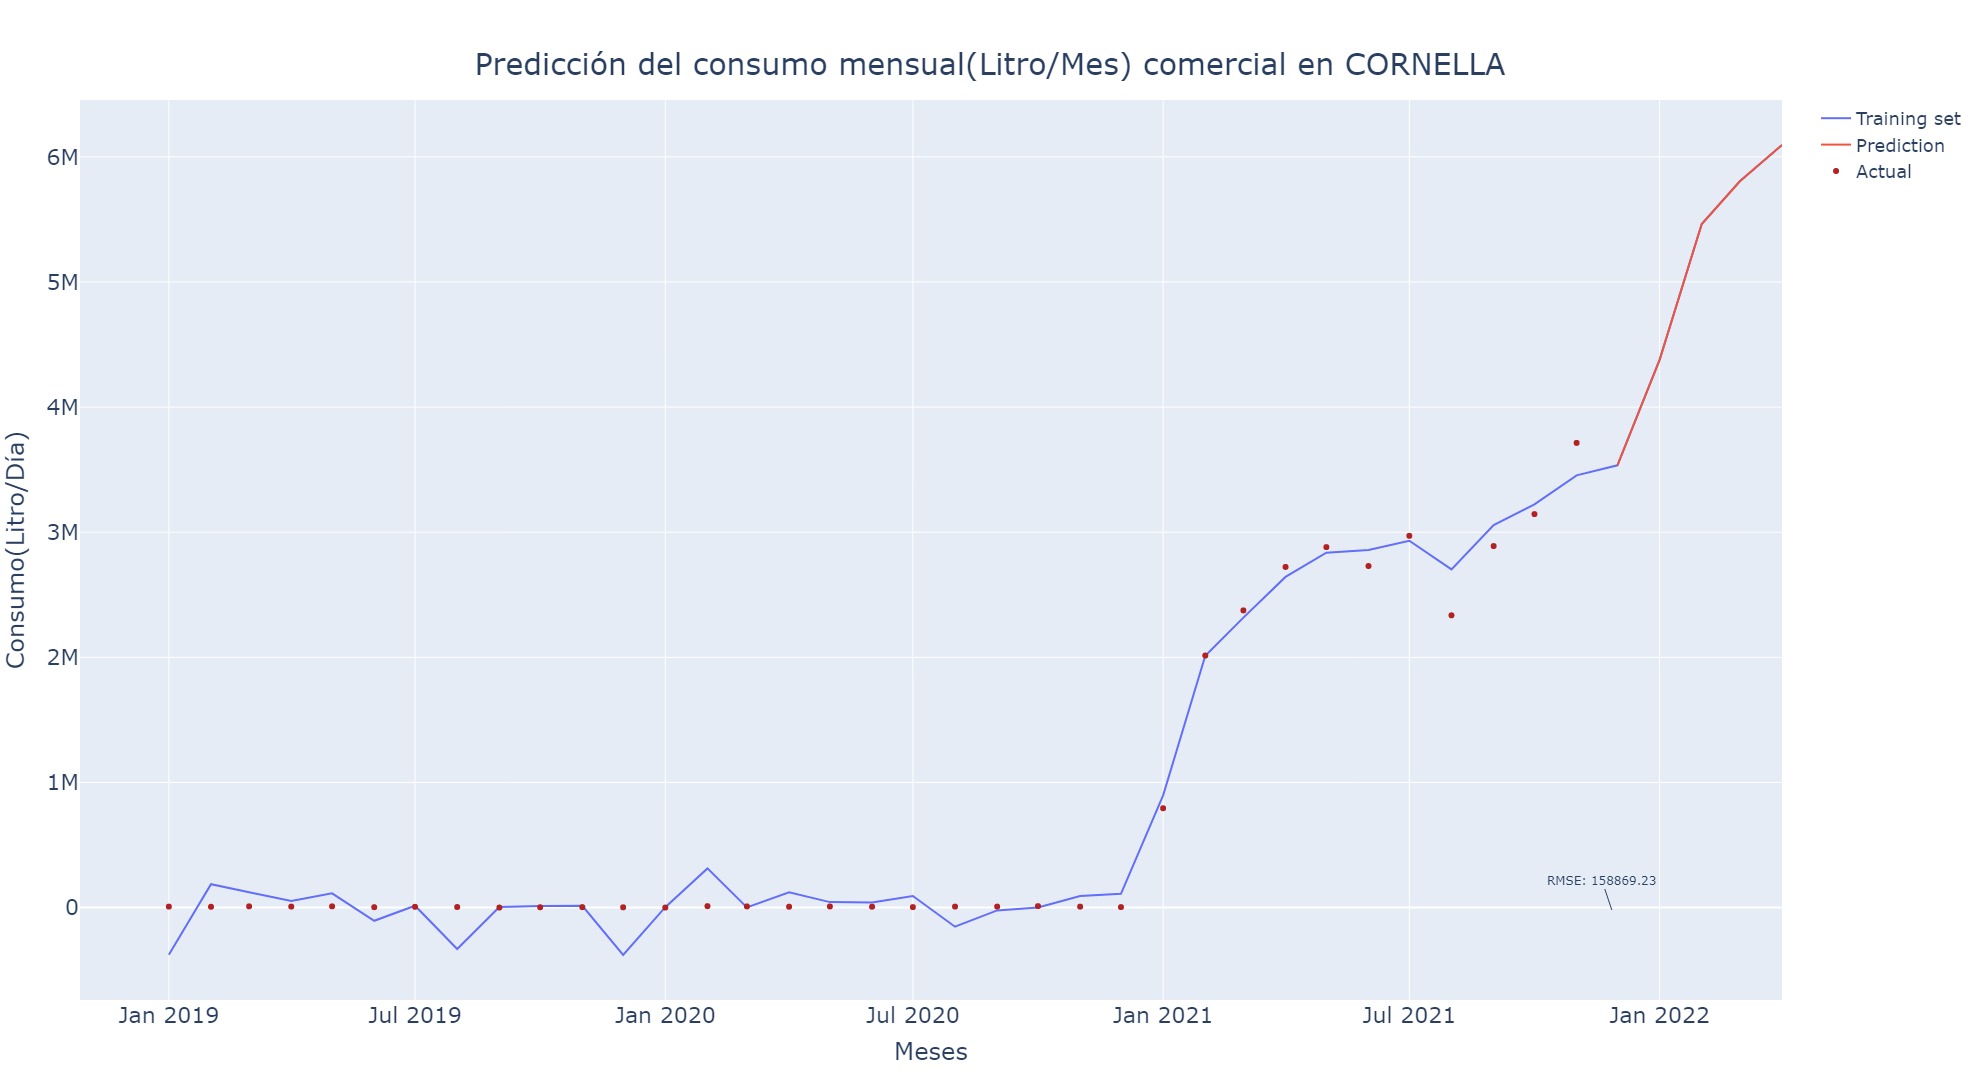 Predicción del consumo mensual(Litro/Mes) comercial en CORNELLA
Training set
Prediction
Actual
Consumo(Litro/Día)
6M
5M
4M
3M
2M
1M
0
RMSE: 158869.23
Jan 2019
Jul 2019
Jan 2020
Jul 2020
Jan 2021
Jul 2021
Jan 2022
Meses